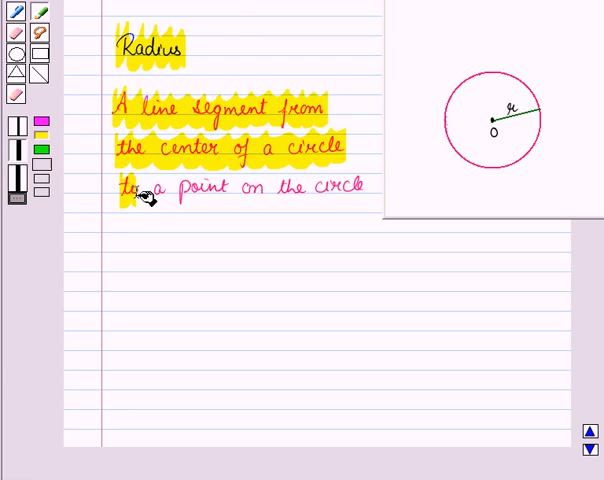 Radius
A line segment from
the center of a circle
to a point on the circle
r
O